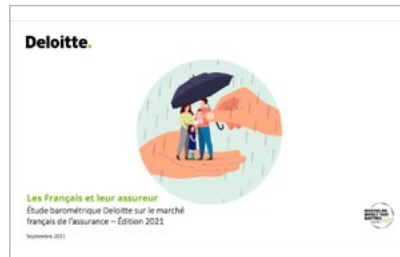 Deloitte.
Les Français et leur assureur
Étude barométrique Deloitte sur le marché
français de l'assurance – Édition 2021
Septembre 2021